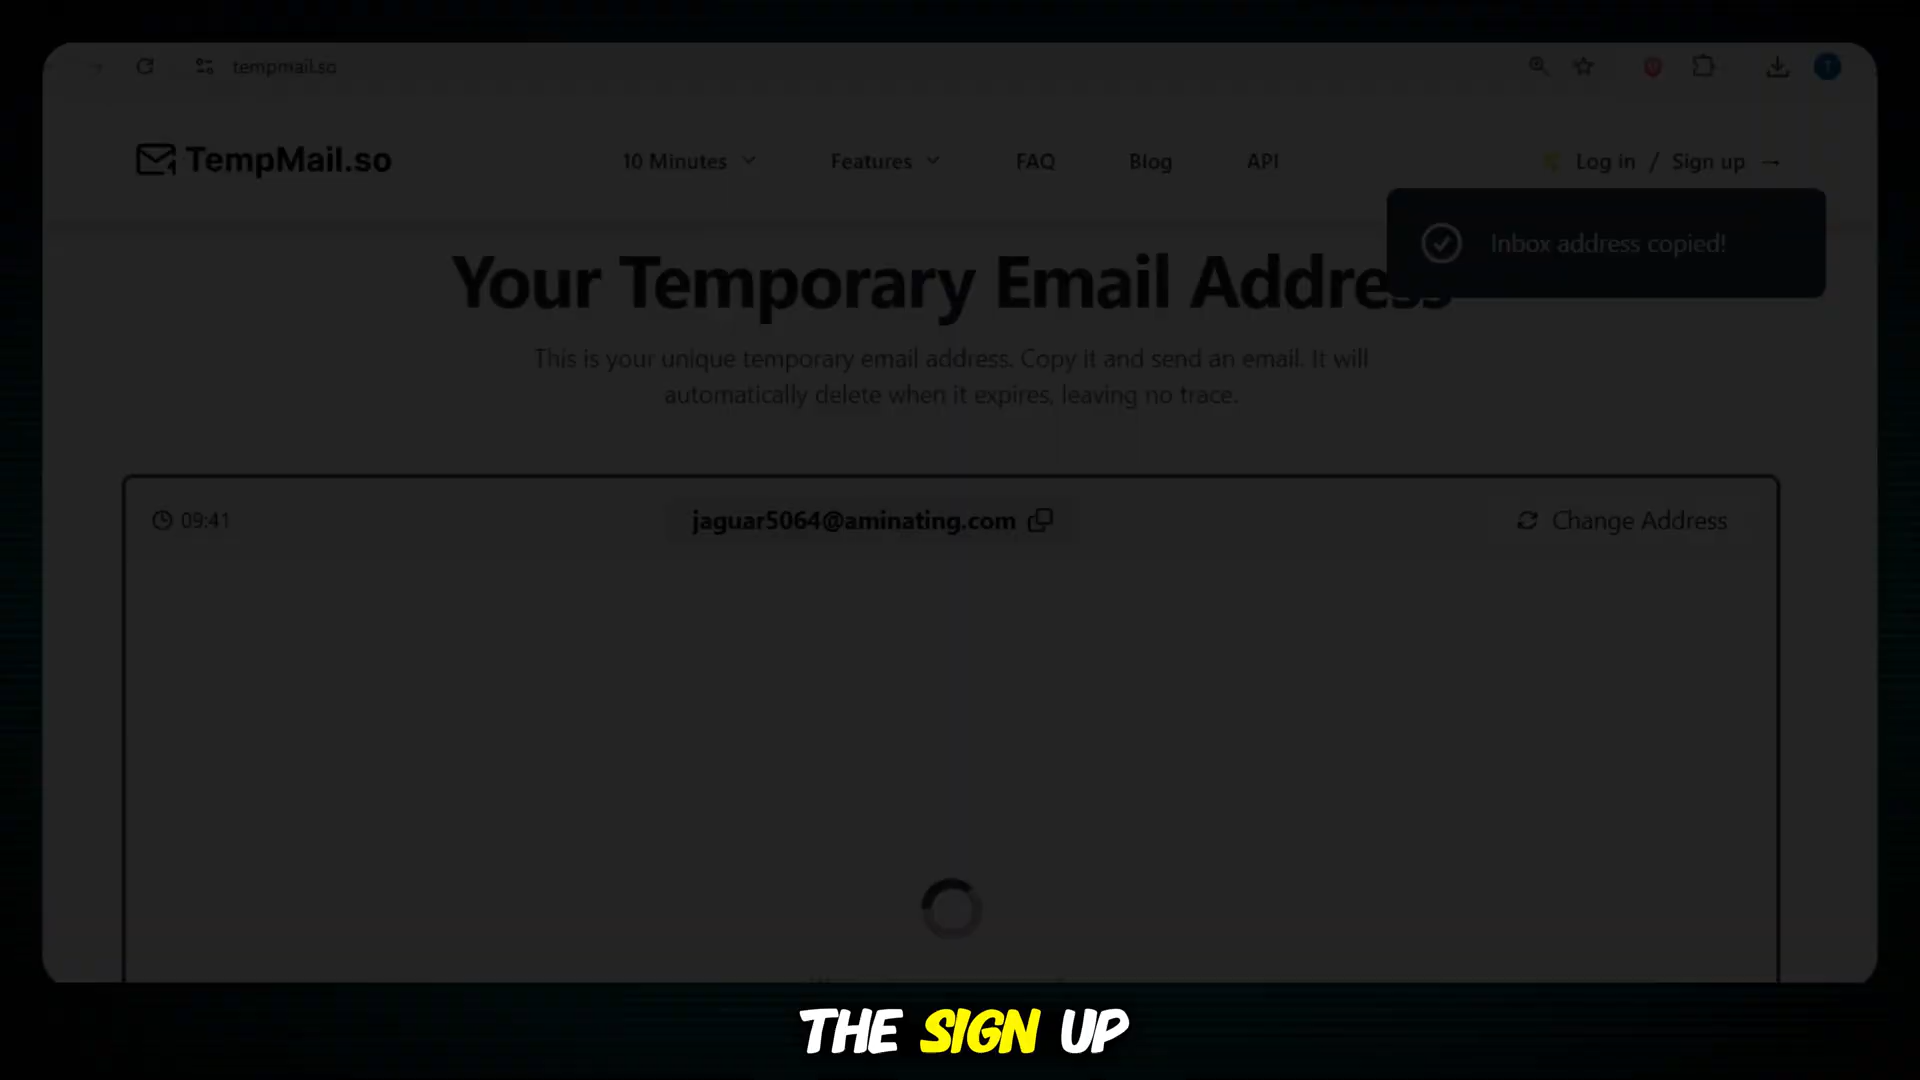 tempmail.so
TempMail.so
10 Minutes
Features
FAQ
Blog
API
Log in / Sign up →
Inbox address copied!
Your Temporary Email Address
This is your unique temporary email address. Copy it and send an email. It will
automatically delete when it expires, leaving no trace.
09:41
jaguar5064@aminating.com
Change Address
THE SIGN UP